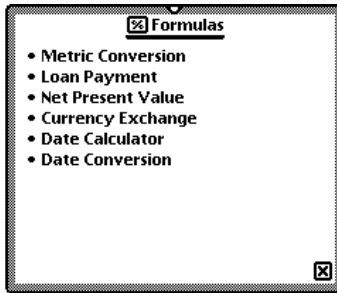 Formulas
• Metric Conversion
• Loan Payment
• Net Present Value
• Currency Exchange
• Date Calculator
• Date Conversion